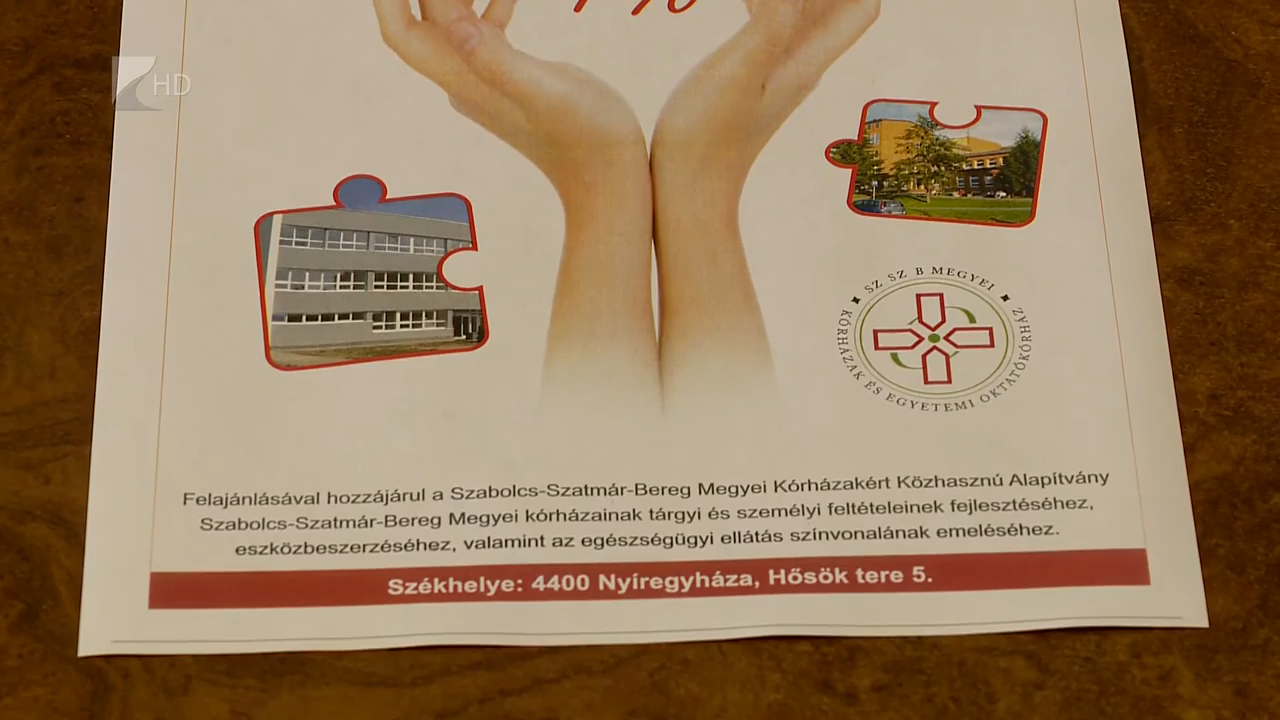 1%
HD
SZ SZ B MEGYEI
KÓRHÁZAK ÉS EGYETEMI OKTATÓKÓRHÁZ
Felajánlásával hozzájárul a Szabolcs-Szatmár-Bereg Megyei Kórházakért Közhasznú Alapítvány
Szabolcs-Szatmár-Bereg Megyei kórházainak tárgyi és személyi feltételeinek fejlesztéséhez,
eszközbeszerzéséhez, valamint az egészségügyi ellátás színvonalának emeléséhez.
Székhelye: 4400 Nyíregyháza, Hősök tere 5.